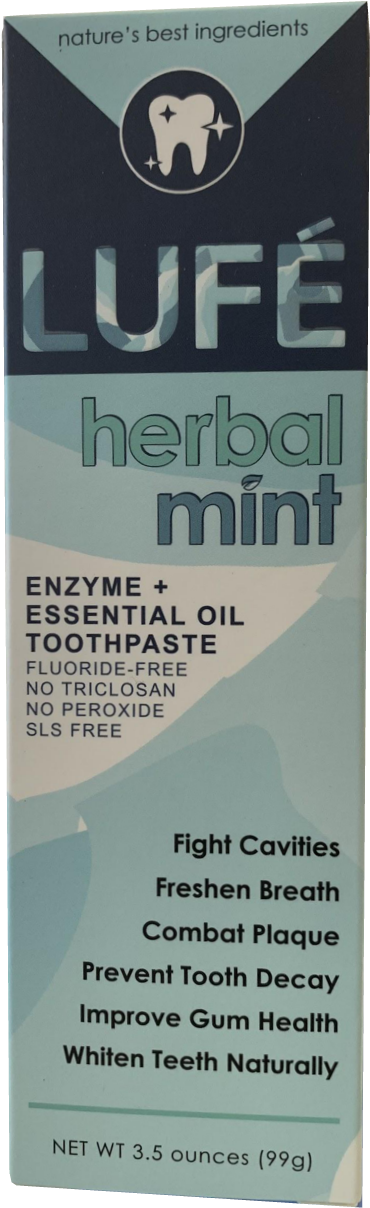 nature's best ingredients
LUFÉ
herbal
mint
ENZYME +
ESSENTIAL OIL
TOOTHPASTE
FLUORIDE-FREE
NO TRICLOSAN
NO PEROXIDE
SLS FREE
Fight Cavities
Freshen Breath
Combat Plaque
Prevent Tooth Decay
Improve Gum Health
Whiten Teeth Naturally
NET WT 3.5 ounces (99g)